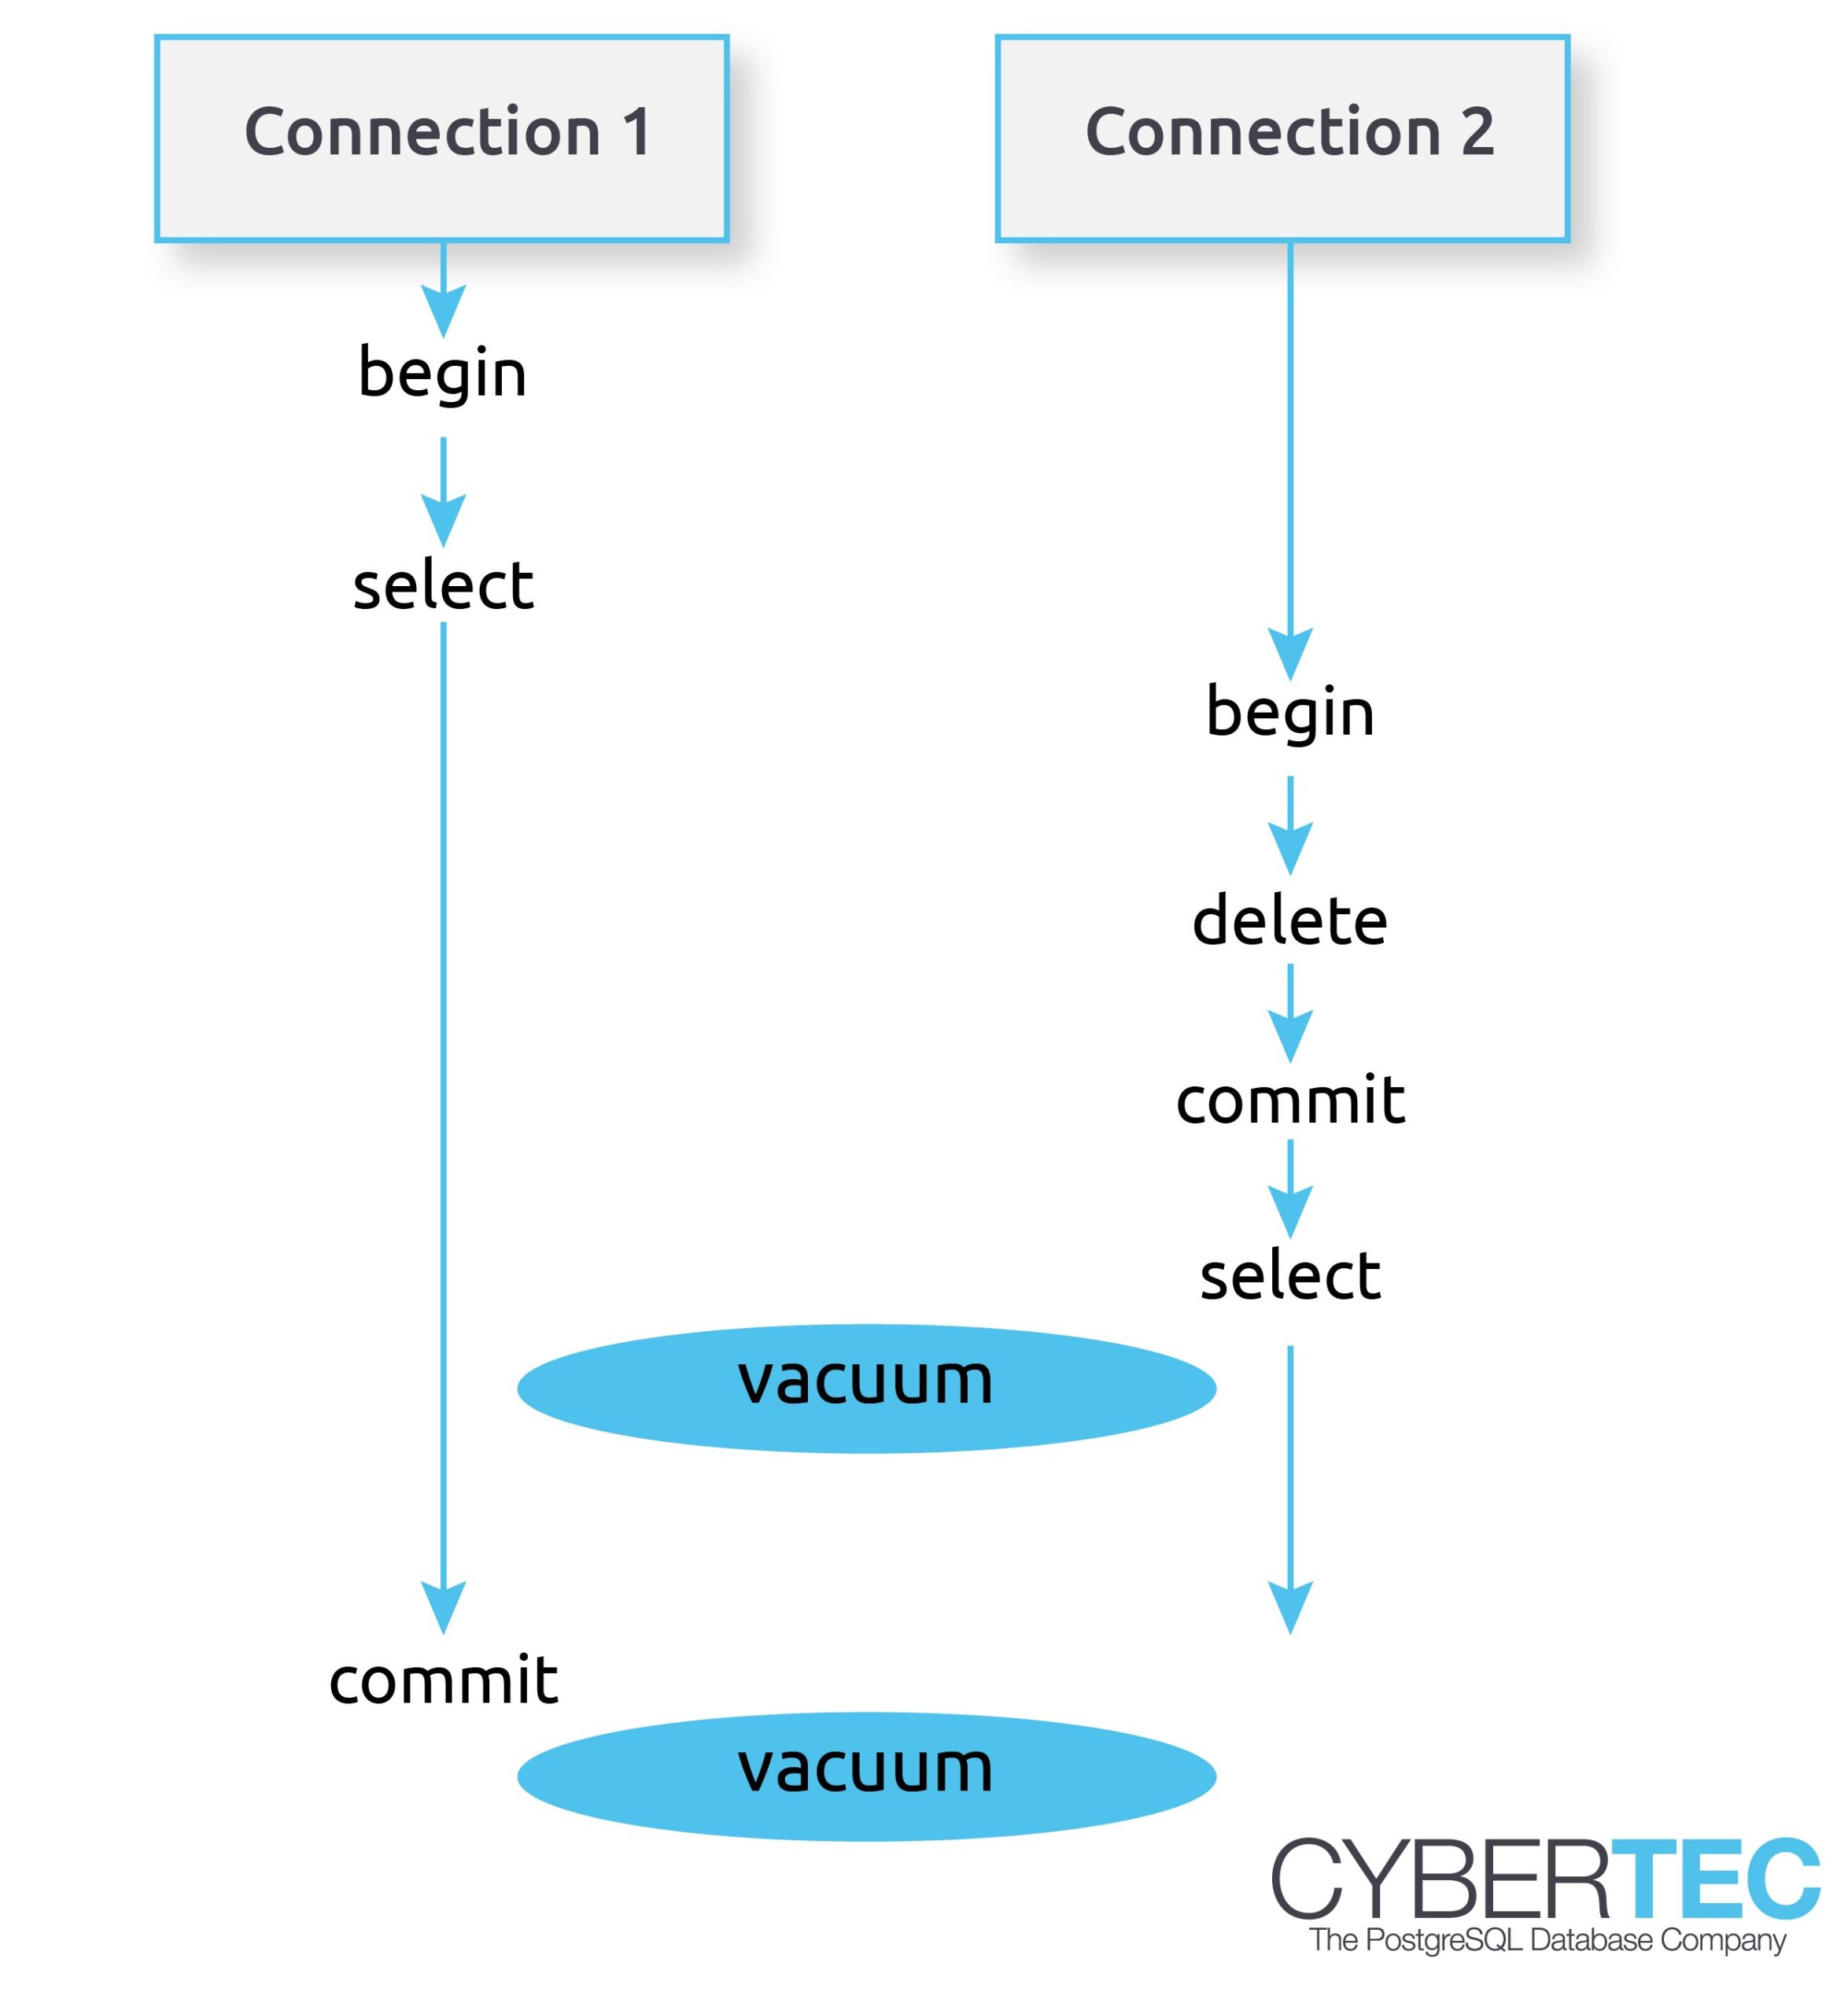 Connection 1
Connection 2
begin
select
begin
delete
commit
select
vacuum
commit
vacuum
CYBERTEC
The PostgreSQL Database Company